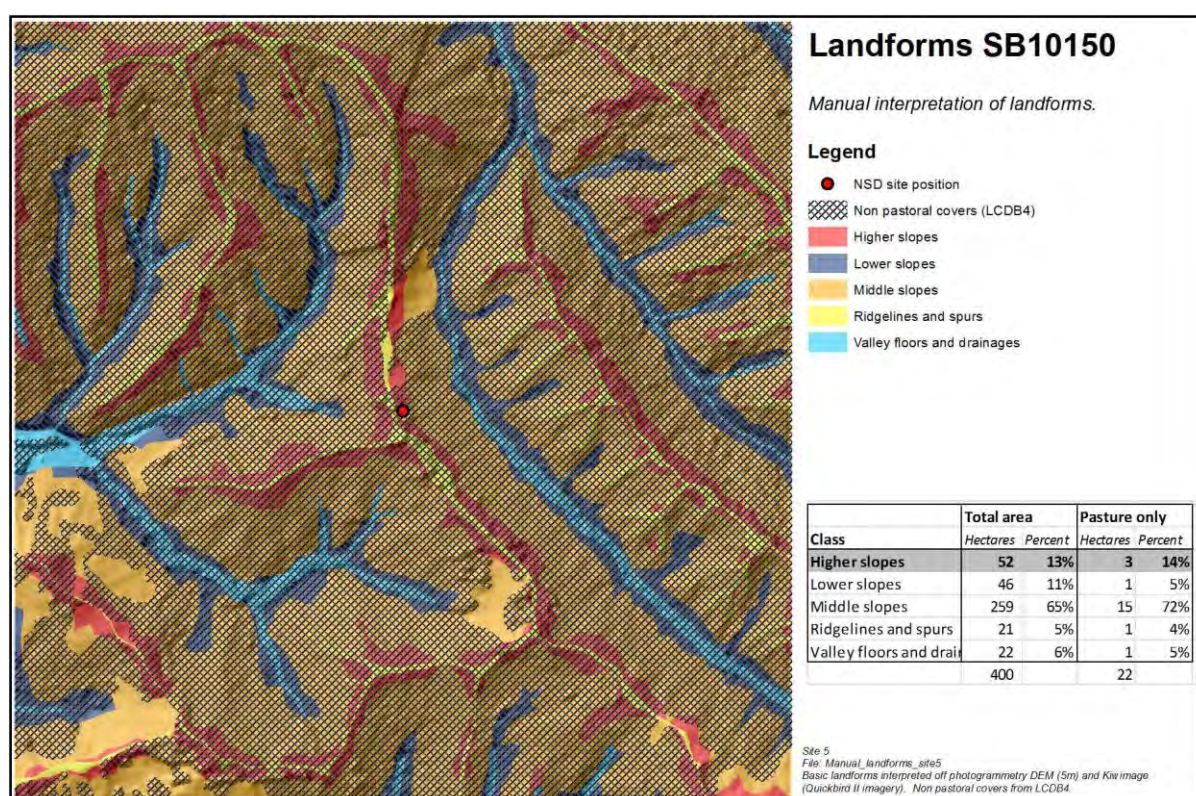 Landforms SB10150
Manual interpretation of landforms.
Legend
NSD site position
Non pastoral covers (LCDB4)
Higher slopes
Lower slopes
Middle slopes
Ridgelines and spurs
Valley floors and drainages
Total area Pasture only
Class Hectares Percent Hectares Percent
Higher slopes 52 13% 3 14%
Lower slopes 46 11% 1 5%
Middle slopes 259 65% 15 72%
Ridgelines and spurs 21 5% 1 4%
Valley floors and drai 22 6% 1 5%
400 22
Site 5
File: Manual_landforms_site5
Basic landforms interpreted off photogrammetry DEM (5m) and Kiwimage
(Quickbird II imagery). Non pastoral covers from LCDB4.